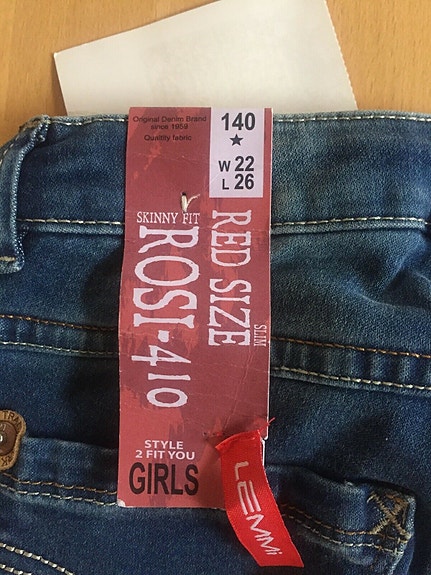 Original Denim Brand
since 1959
Quality fabric
140
W 22
L 26
SKINNY FIT
ROSI-410
RED SIZE
SLIM
STYLE
2 FIT YOU
GIRLS
LEMMi